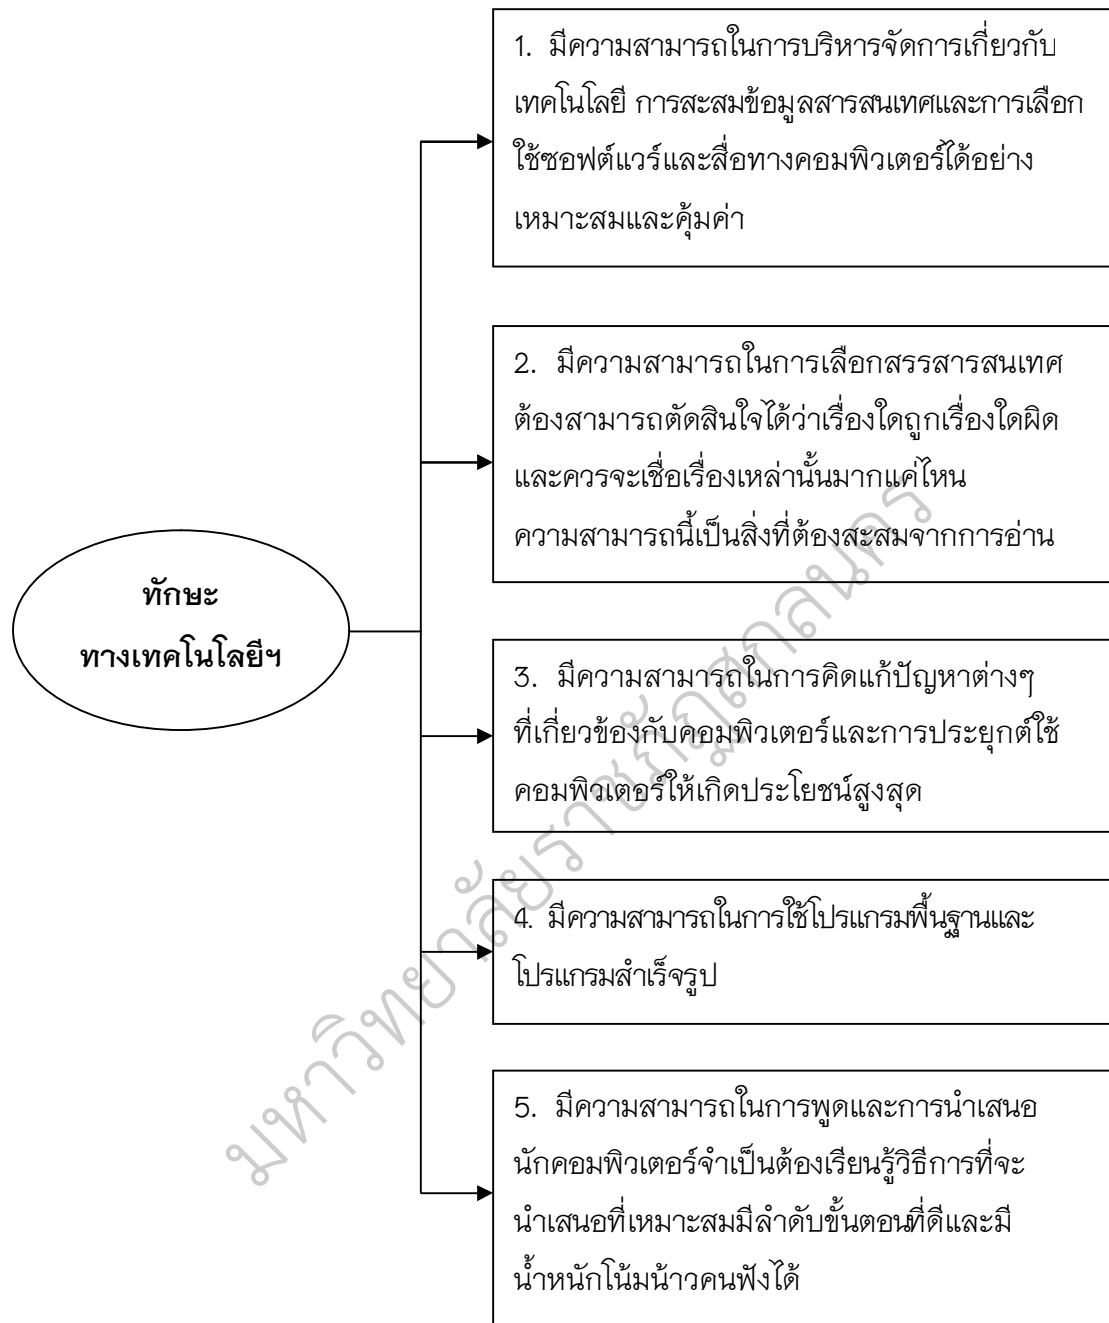 1. มีความสามารถในการบริหารจัดการเกี่ยวกับ
เทคโนโลยี การสะสมข้อมูลสารสนเทศและการเลือก
ใช้ซอฟต์แวร์และสื่อทางคอมพิวเตอร์ได้อย่าง
เหมาะสมและคุ้มค่า
2. มีความสามารถในการเลือกสรรสารสนเทศ
ต้องสามารถตัดสินใจได้ว่าเรื่องใดถูกเรื่องใดผิด
และควรจะเชื่อเรื่องเหล่านั้นมากแค่ไหน
ความสามารถนี้เป็นสิ่งที่ต้องสะสมจากการอ่าน
ทักษะ
ทางเทคโนโลยีฯ
3. มีความสามารถในการคิดแก้ปัญหาต่างๆ
ที่เกี่ยวข้องกับคอมพิวเตอร์และการประยุกต์ใช้
คอมพิวเตอร์ให้เกิดประโยชน์สูงสุด
4. มีความสามารถในการใช้โปรแกรมพื้นฐานและ
โปรแกรมสำเร็จรูป
5. มีความสามารถในการพูดและการนำเสนอ
นักคอมพิวเตอร์จำเป็นต้องเรียนรู้วิธีการที่จะ
นำเสนอที่เหมาะสมมีลำดับขั้นตอนที่ดีและมี
น้ำหนักโน้มน้าวคนฟังได้
มหาวิทยาลัยราชภัฏสกลนคร